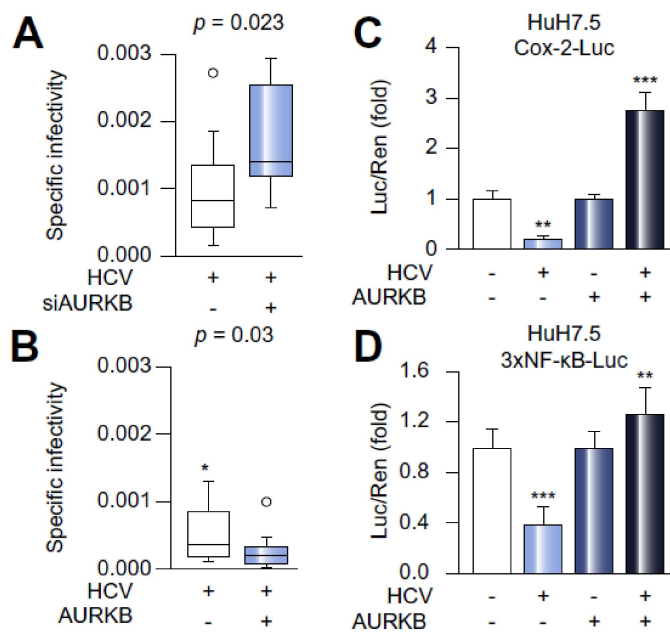 A
p = 0.023
Specific infectivity
0.003
0.002
0.001
0.000
HCV + +
siAURKB - +
B
p = 0.03
Specific infectivity
0.003
0.002
0.001
0.000
*
HCV + +
AURKB - +
C
HuH7.5
Cox-2-Luc
Luc/Ren (fold)
4
3
2
1
0
**
***
HCV - + - +
AURKB - - + +
D
HuH7.5
3xNF-κB-Luc
Luc/Ren (fold)
1.6
1.2
0.8
0.4
0.0
***
**
HCV - + - +
AURKB - - + +